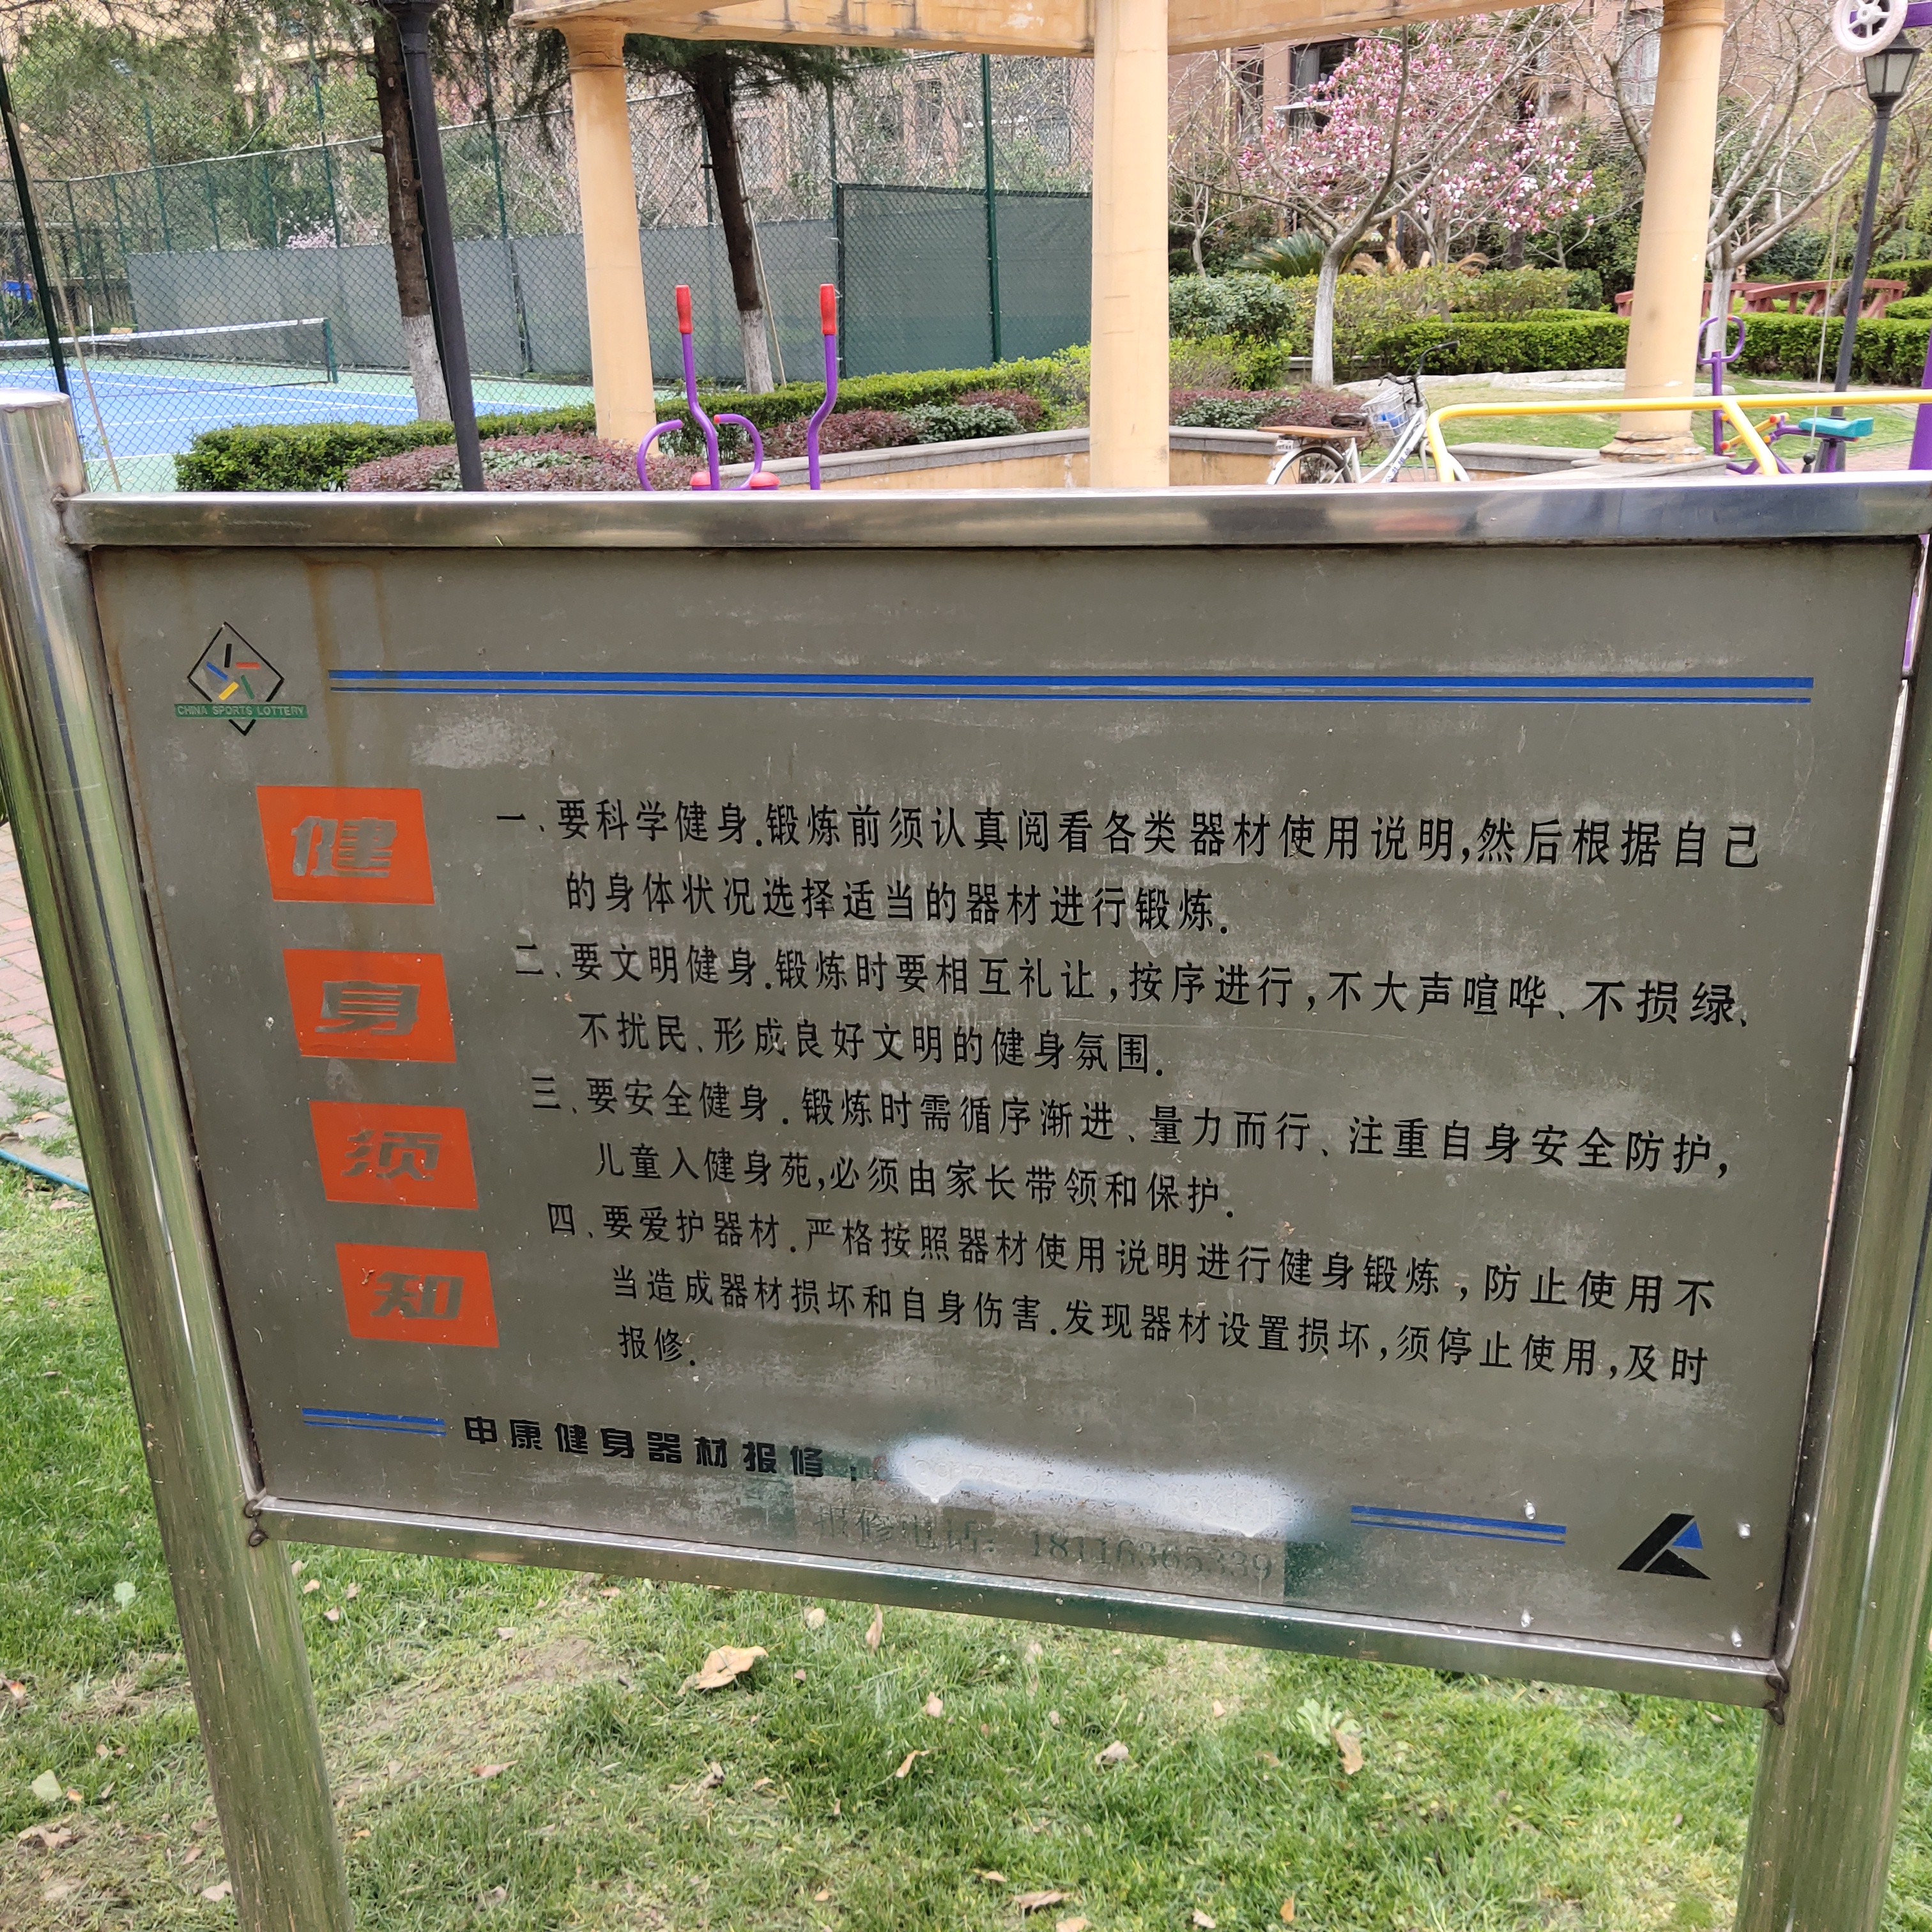 CHINA SPORTS LOTTERY
健身须知
一、要科学健身.锻炼前须认真阅看各类器材使用说明,然后根据自己
的身体状况选择适当的器材进行锻炼.
二、要文明健身.锻炼时要相互礼让,按序进行,不大声喧哗、不损绿、
不扰民、形成良好文明的健身氛围.
三、要安全健身.锻炼时需循序渐进、量力而行、注重自身安全防护,
儿童入健身苑,必须由家长带领和保护.
四、要爱护器材.严格按照器材使用说明进行健身锻炼,防止使用不
当造成器材损坏和自身伤害.发现器材设置损坏,须停止使用,及时
报修.
申康健身器材报修:
报修电话: 18116365339